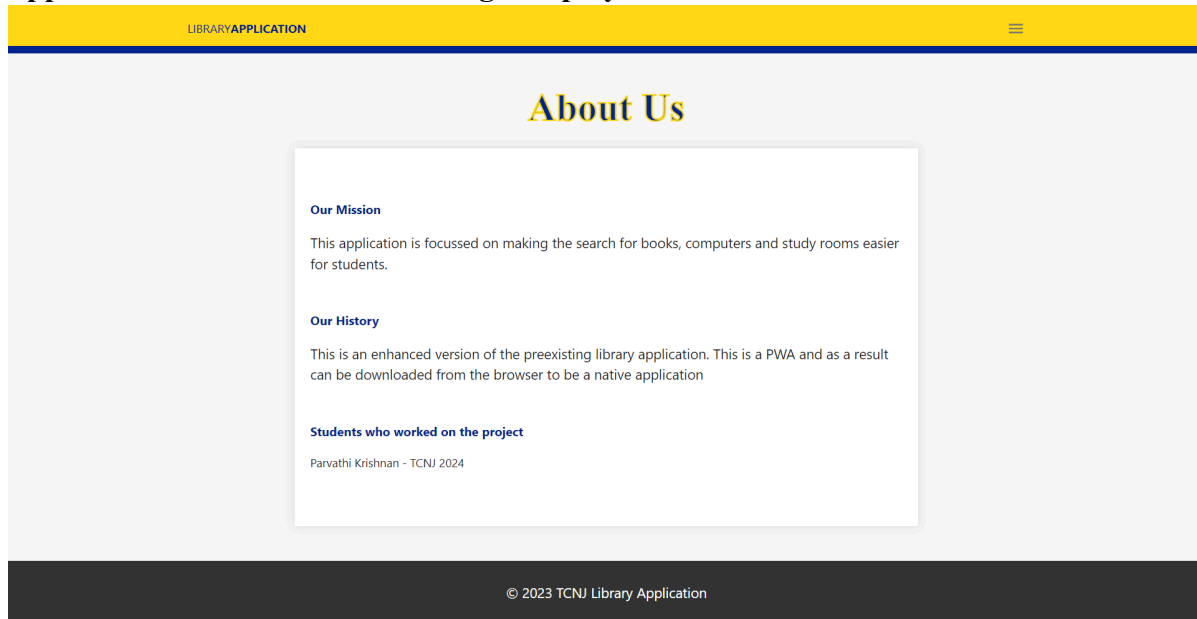 LIBRARYAPPLICATION
About Us
Our Mission
This application is focussed on making the search for books, computers and study rooms easier
for students.
Our History
This is an enhanced version of the preexisting library application. This is a PWA and as a result
can be downloaded from the browser to be a native application
Students who worked on the project
Parvathi Krishnan - TCNJ 2024
© 2023 TCNJ Library Application